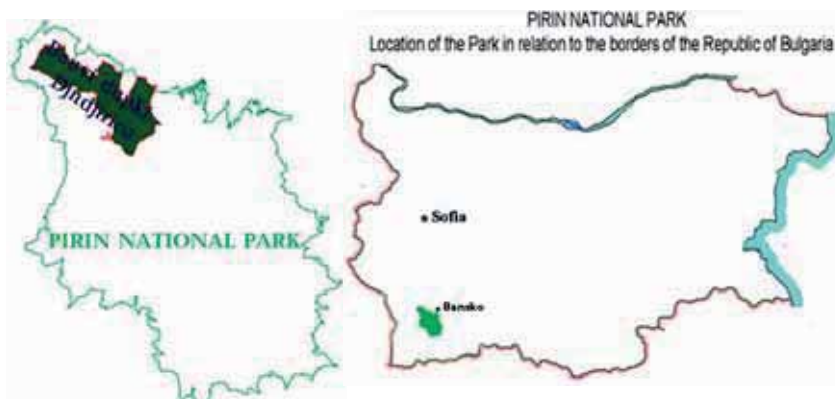 PIRIN NATIONAL PARK
PIRIN NATIONAL PARK
Location of the Park in relation to the borders of the Republic of Bulgaria
Sofia
Bansko